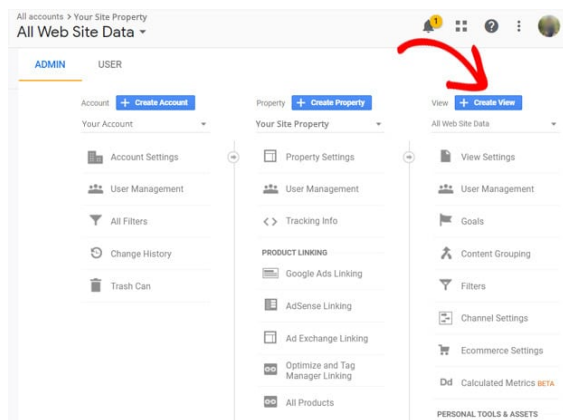 All accounts > Your Site Property
All Web Site Data
1
ADMIN
USER
Account
+ Create Account
Your Account
Account Settings
User Management
All Filters
Change History
Trash Can
Property
+ Create Property
Your Site Property
Property Settings
User Management
<> Tracking Info
PRODUCT LINKING
Google Ads Linking
AdSense Linking
Ad Exchange Linking
Optimize and Tag
Manager Linking
All Products
View
+ Create View
All Web Site Data
View Settings
User Management
Goals
Content Grouping
Filters
Channel Settings
Ecommerce Settings
Dd Calculated Metrics BETA
PERSONAL TOOLS & ASSETS